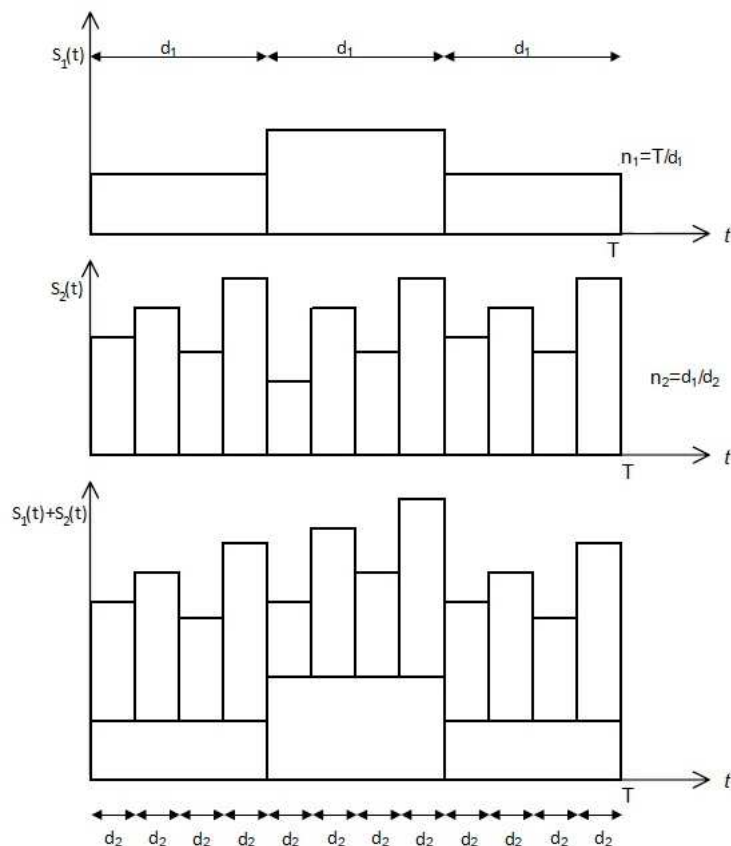 d₁ d₁ d₁
S₁(t)
n₁=T/d₁
T t
S₂(t)
n₂=d₁/d₂
T t
S₁(t)+S₂(t)
T t
d₂ d₂ d₂ d₂ d₂ d₂ d₂ d₂ d₂ d₂ d₂ d₂